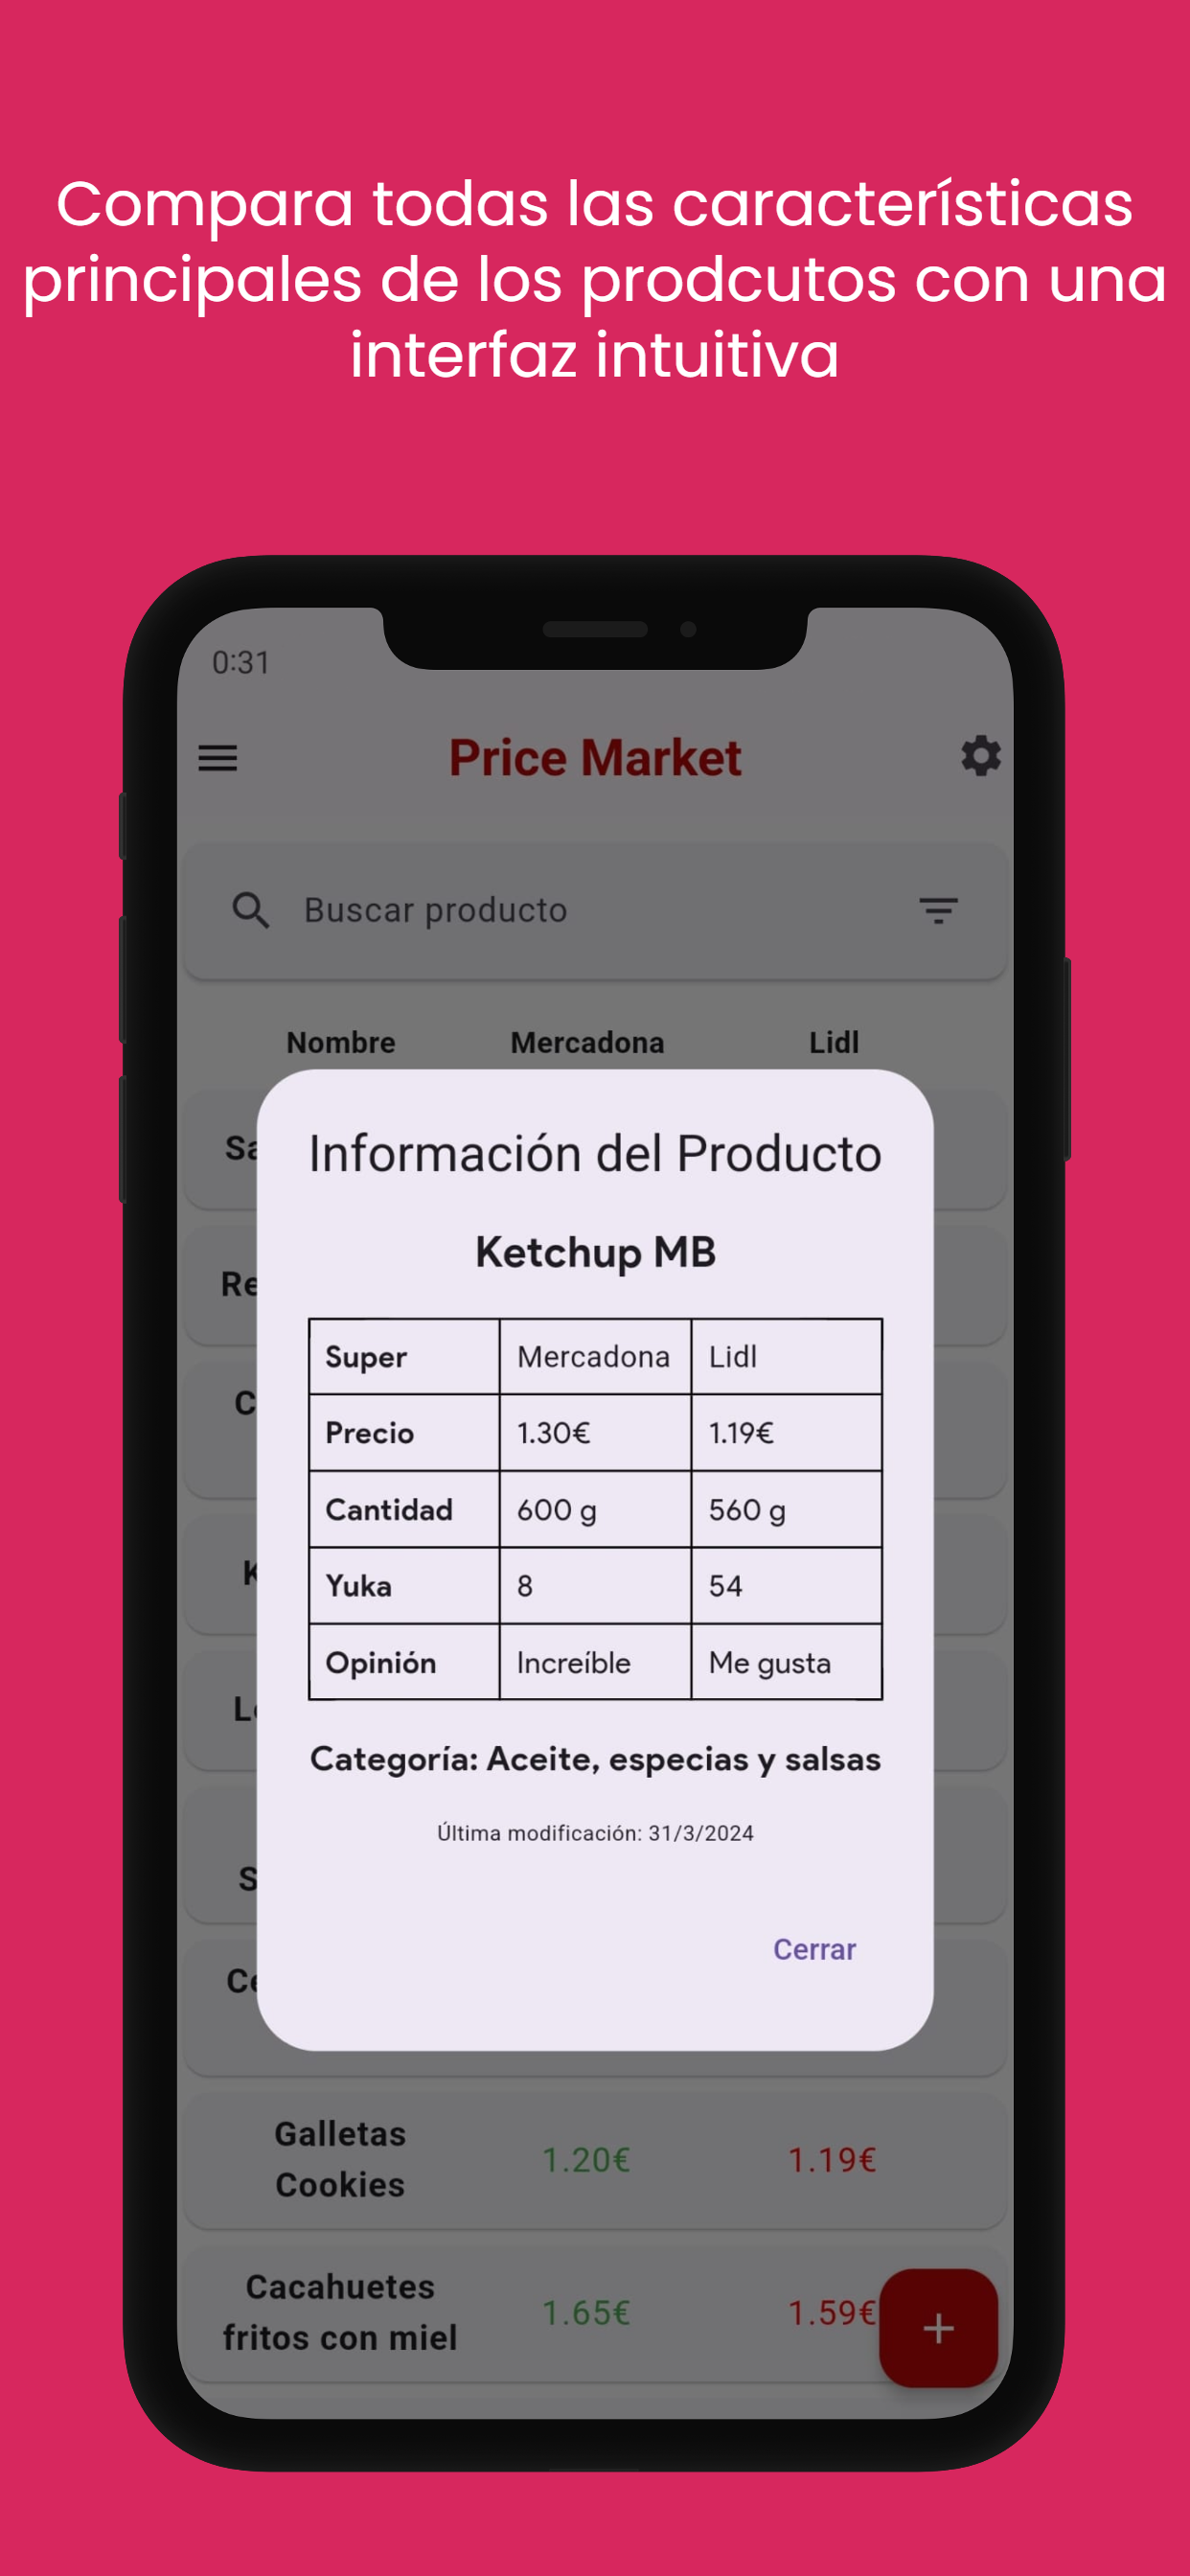 Compara todas las características
principales de los prodcutos con una
interfaz intuitiva
0:31
Price Market
Buscar producto
Nombre Mercadona Lidl
Información del Producto
Ketchup MB
Super Mercadona Lidl
Precio 1.30€ 1.19€
Cantidad 600 g 560 g
Yuka 8 54
Opinión Increíble Me gusta
Categoría: Aceite, especias y salsas
Última modificación: 31/3/2024
Cerrar
Galletas
Cookies 1.20€ 1.19€
Cacahuetes
fritos con miel 1.65€ 1.59€
+